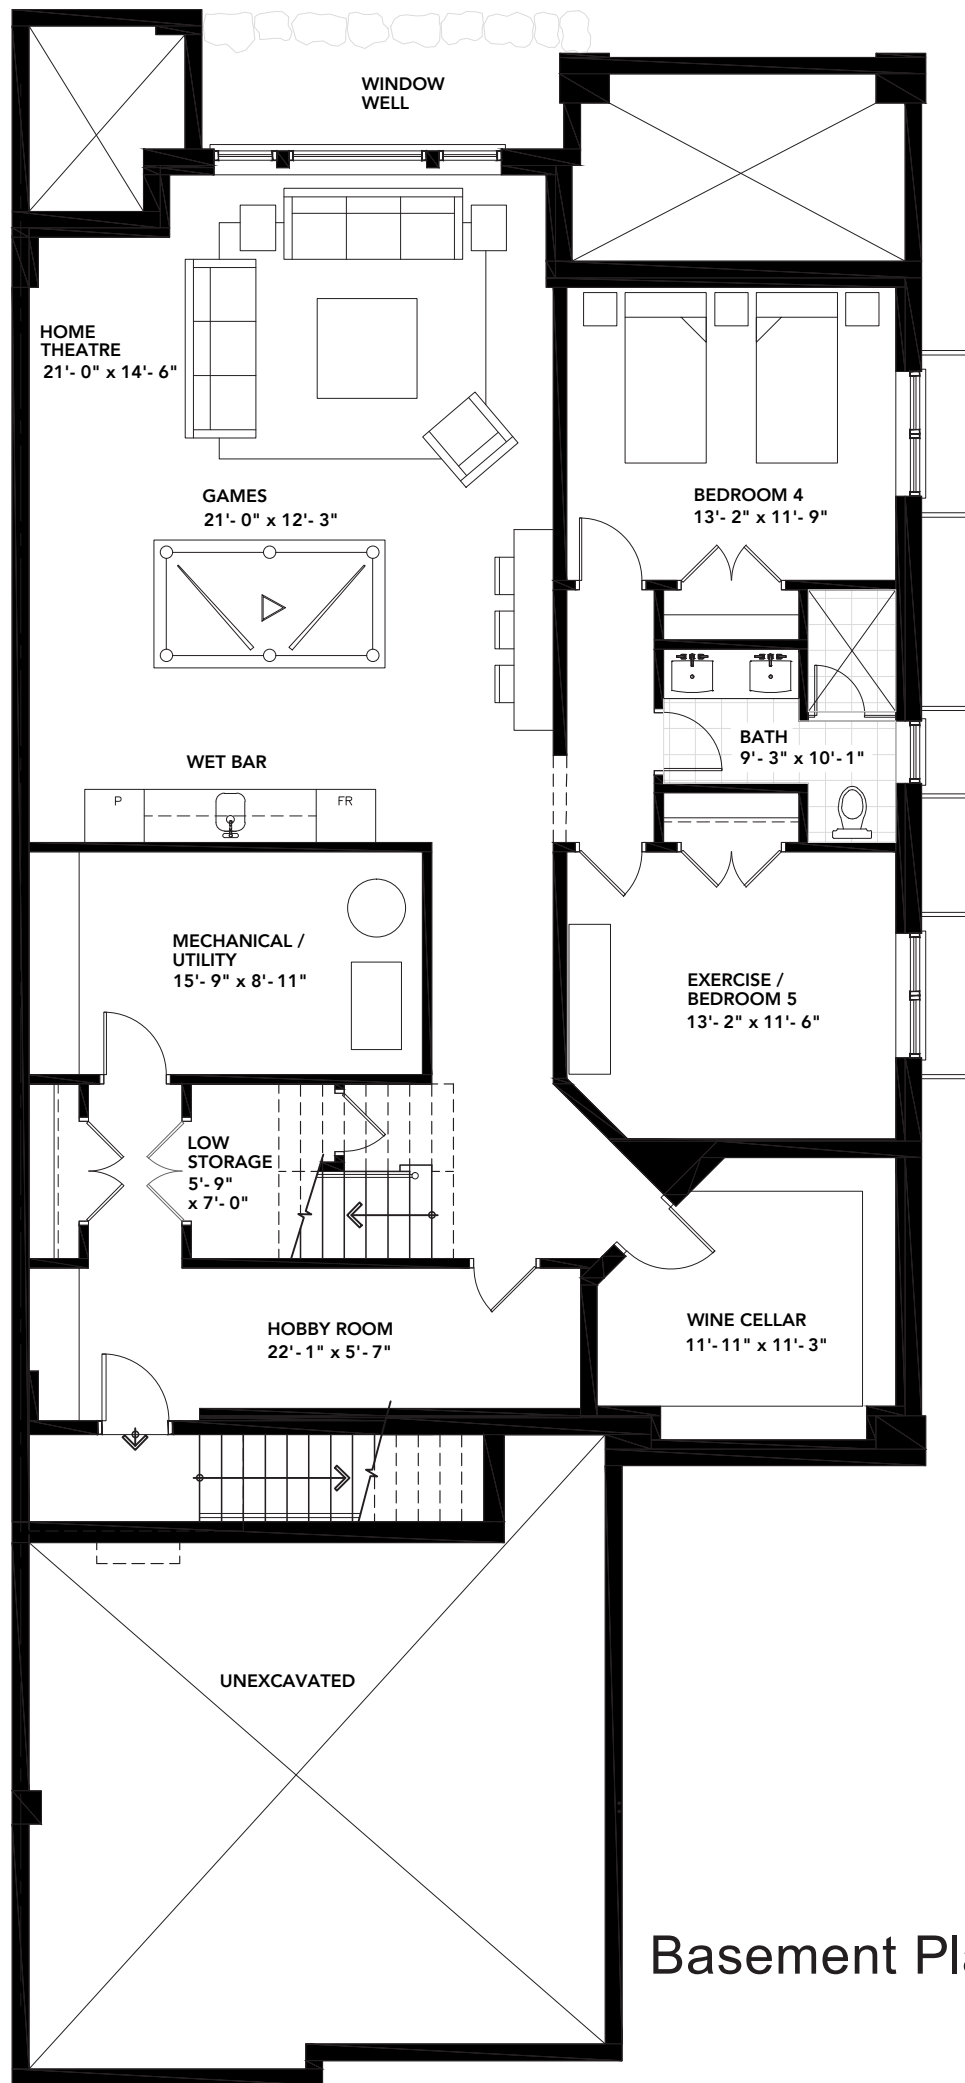 WINDOW
WELL
HOME
THEATRE
21'- 0" x 14'- 6"
GAMES
21'- 0" x 12'- 3"
BEDROOM 4
13'- 2" x 11'- 9"
BATH
9'- 3" x 10'- 1"
WET BAR
P
FR
MECHANICAL /
UTILITY
15'- 9" x 8'- 11"
EXERCISE /
BEDROOM 5
13'- 2" x 11'- 6"
LOW
STORAGE
5'- 9"
x 7'- 0"
HOBBY ROOM
22'- 1" x 5'- 7"
WINE CELLAR
11'- 11" x 11'- 3"
UNEXCAVATED
Basement Pla